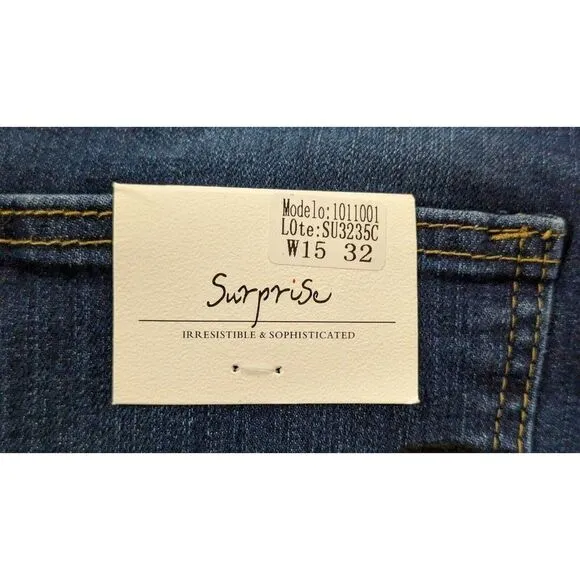 Modelo:1011001
LOte:SU3235C
W15 32
Surprise
IRRESISTIBLE & SOPHISTICATED